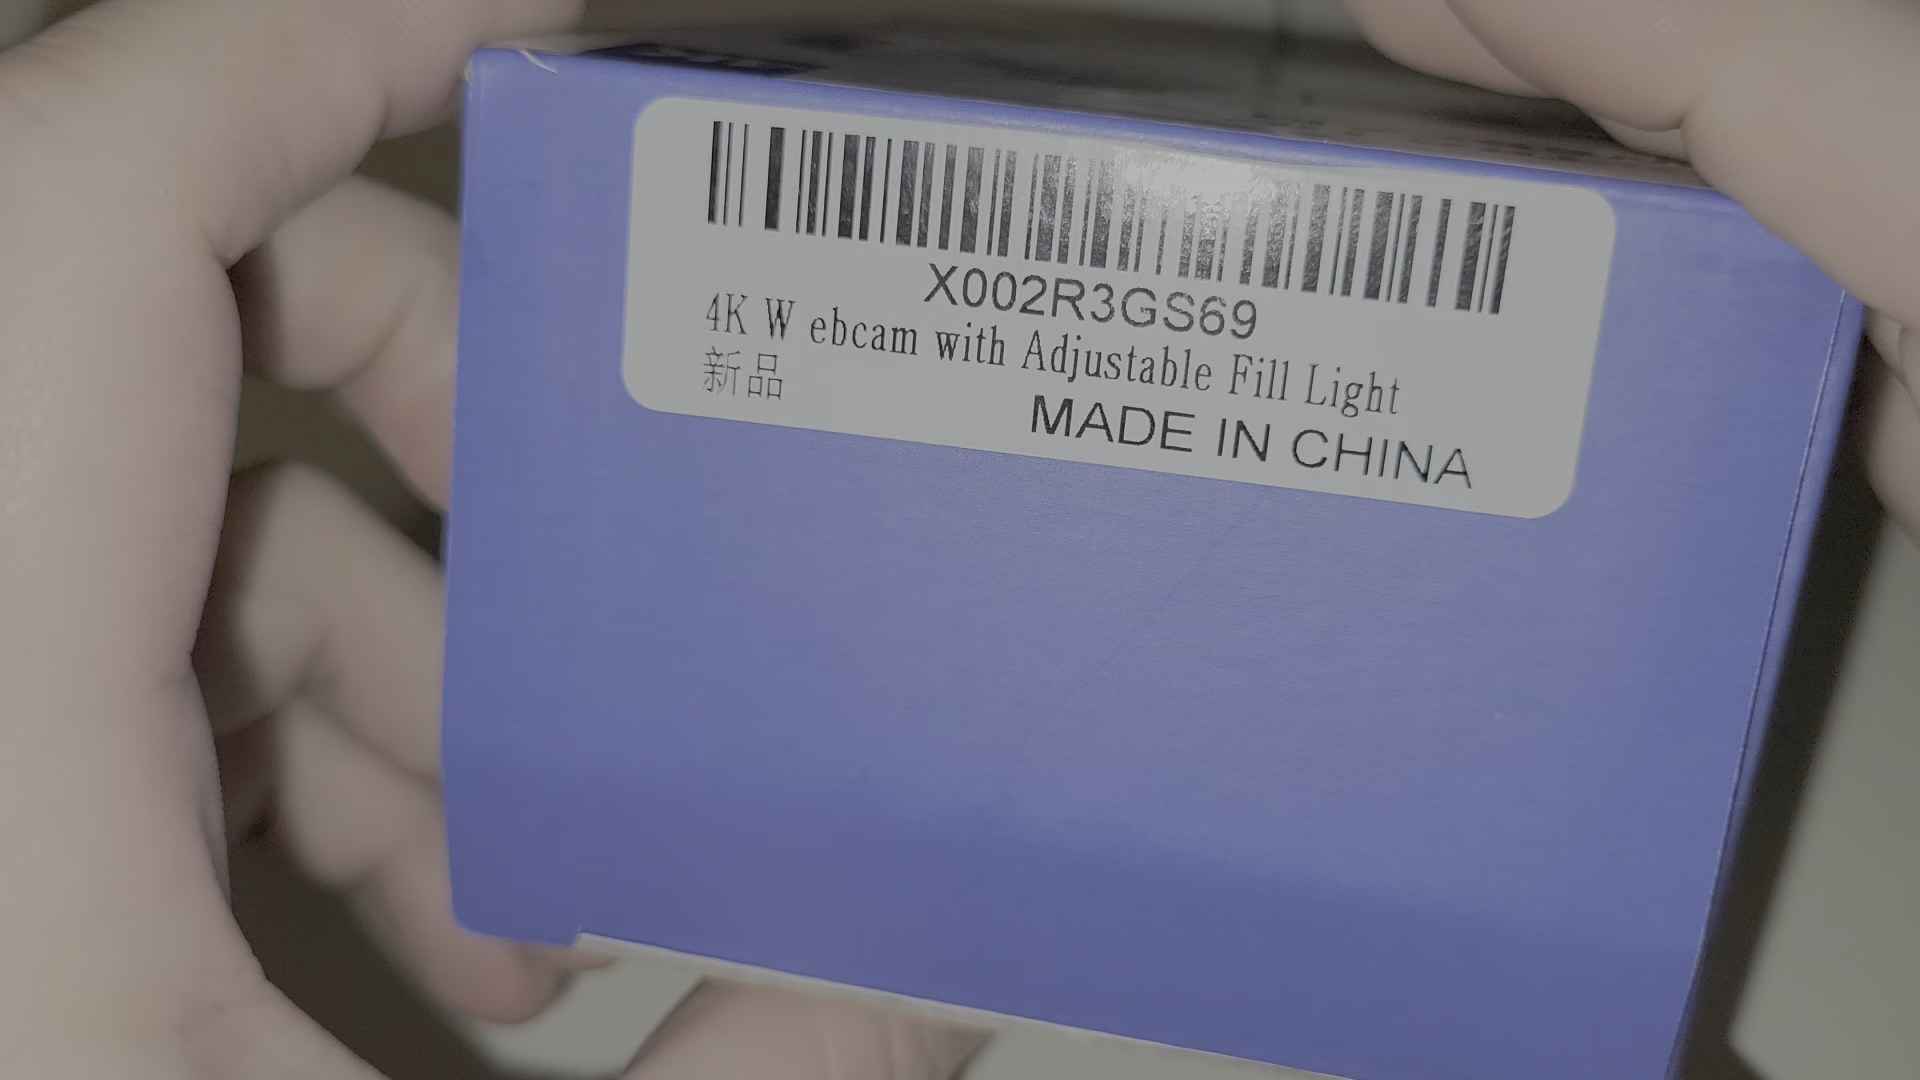 X002R3GS69
4K W ebcam with Adjustable Fill Light
新品
MADE IN CHINA